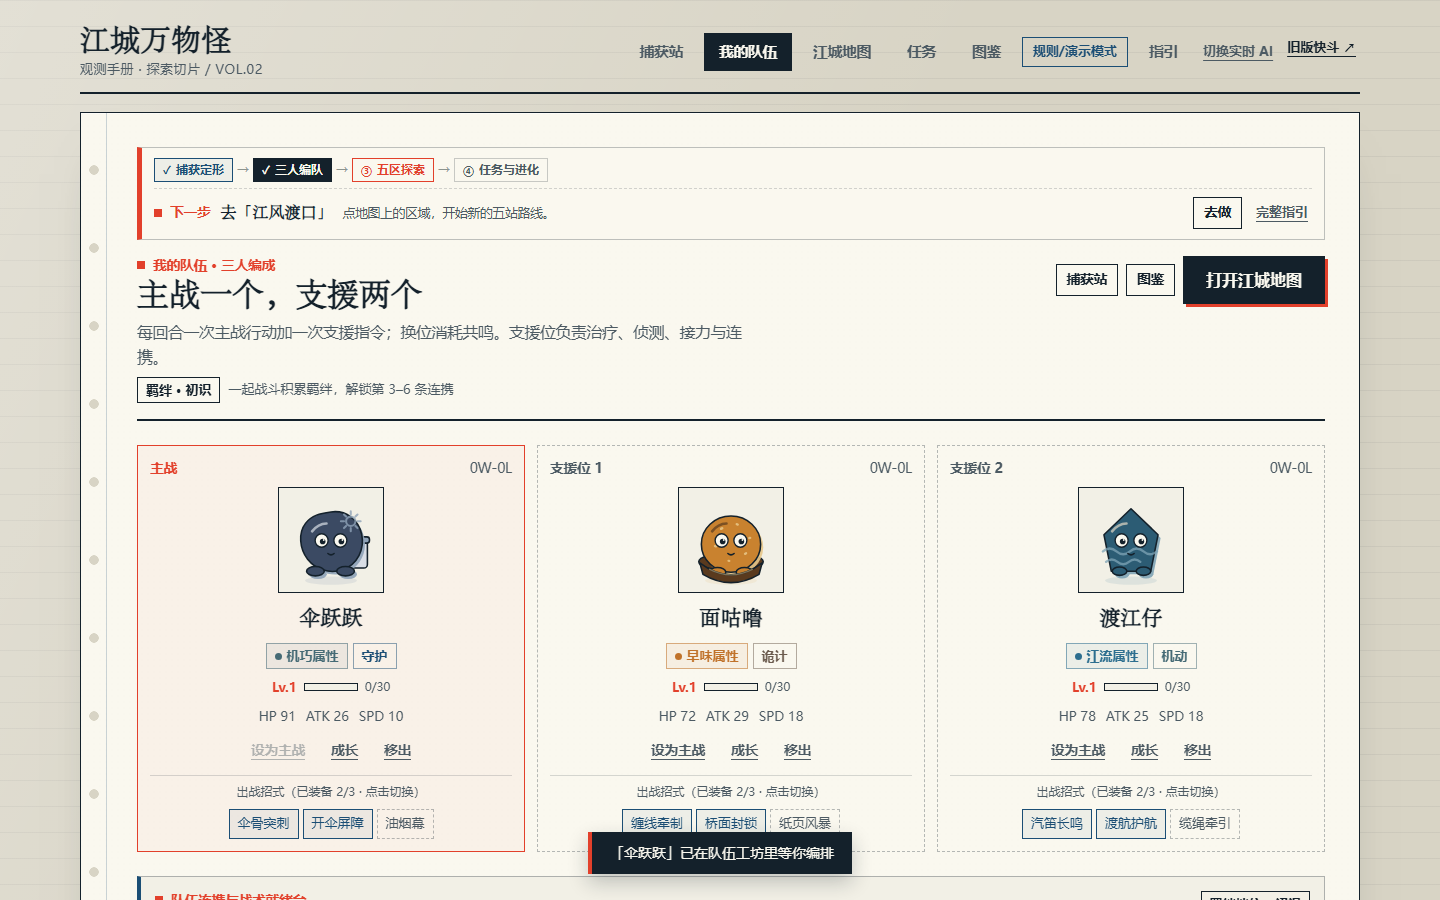 江城万物怪
观测手册 · 探索切片 / VOL.02
捕获站 我的队伍 江城地图 任务 图鉴 规则/演示模式 指引 切换实时 AI 旧版快斗 ↗
✓ 捕获定形 → ✓ 三人编队 → ③ 五区探索 → ④ 任务与进化
下一步 去「江风渡口」 点地图上的区域，开始新的五站路线。 去做 完整指引
我的队伍 • 三人编成
主战一个，支援两个
捕获站 图鉴 打开江城地图
每回合一次主战行动加一次支援指令；换位消耗共鸣。支援位负责治疗、侦测、接力与连
携。
羁绊 • 初识 一起战斗积累羁绊，解锁第 3–6 条连携
主战 0W-0L
伞跃跃
机巧属性 守护
Lv.1 0/30
HP 91 ATK 26 SPD 10
设为主战 成长 移出
出战招式（已装备 2/3 · 点击切换）
伞骨突刺 开伞屏障 油烟幕
支援位 1 0W-0L
面咕噜
早味属性 诡计
Lv.1 0/30
HP 72 ATK 29 SPD 18
设为主战 成长 移出
出战招式（已装备 2/3 · 点击切换）
缠线牵制 桥面封锁 纸页风暴
支援位 2 0W-0L
渡江仔
江流属性 机动
Lv.1 0/30
HP 78 ATK 25 SPD 18
设为主战 成长 移出
出战招式（已装备 2/3 · 点击切换）
汽笛长鸣 渡航护航 缆绳牵引
「伞跃跃」已在队伍工坊里等你编排